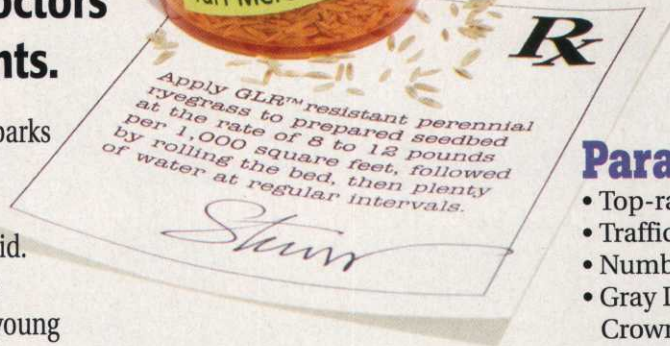 octors
nts.
parks
id.
young
Rx
Apply GLR™ resistant perennial
ryegrass to prepared seedbed
at the rate of 8 to 12 pounds
per 1,000 square feet, followed
by rolling the bed, then plenty
of water at regular intervals.
Para
• Top-ra
• Traffic
• Numb
• Gray L
Crown